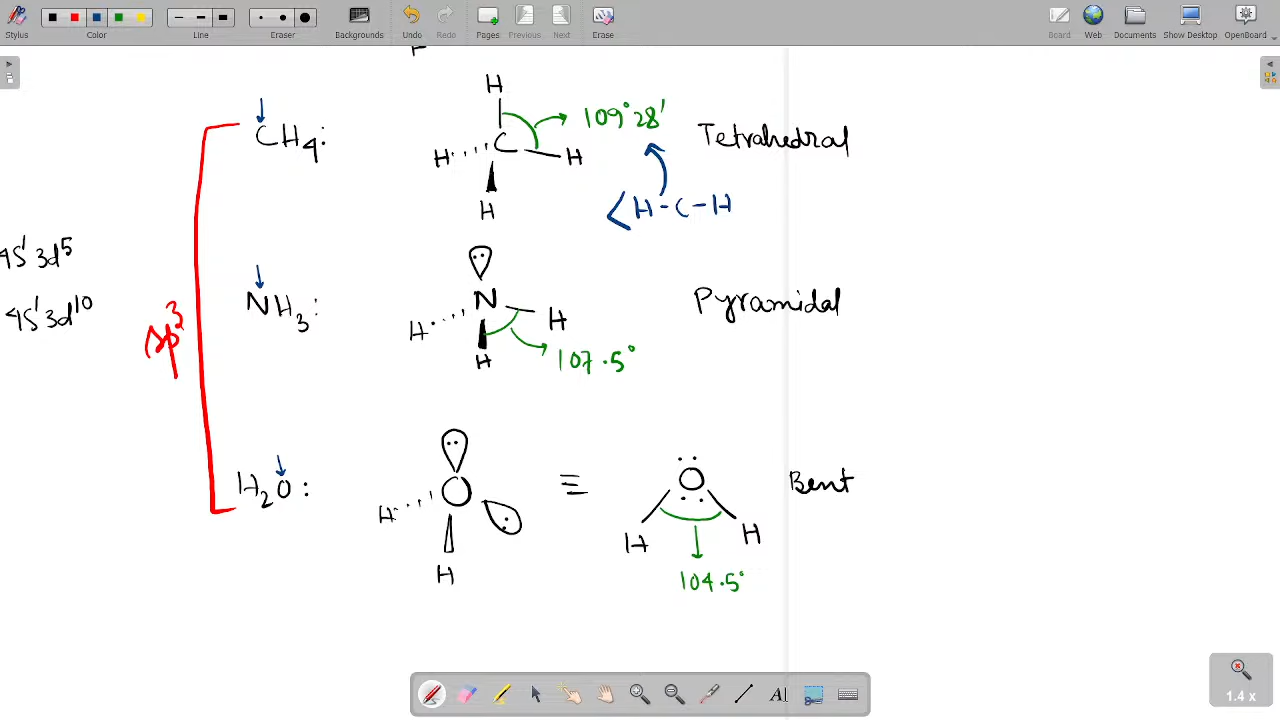 Stylus Color Line Eraser Backgrounds Undo Redo Pages Previous Next Erase Board Web Documents Show Desktop OpenBoard
H
CH4:
H C H
H
109°28'
Tetrahedral
<H-C-H
4s¹ 3d⁵
4s¹ 3d¹⁰
sp³
NH3:
N
H H
H
107.5°
Pyramidal
H2O:
O
H
H
≡
O
H H
104.5°
Bent
1.4 x